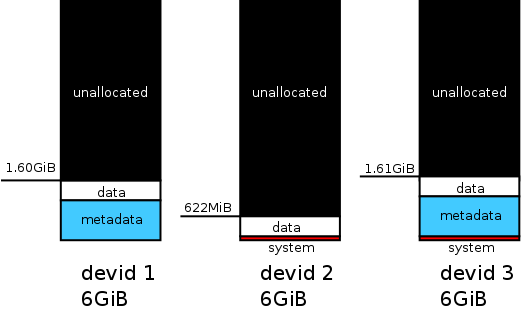 unallocated
1.60GiB
data
metadata
devid 1
6GiB
unallocated
622MiB
data
system
devid 2
6GiB
unallocated
1.61GiB
data
metadata
system
devid 3
6GiB